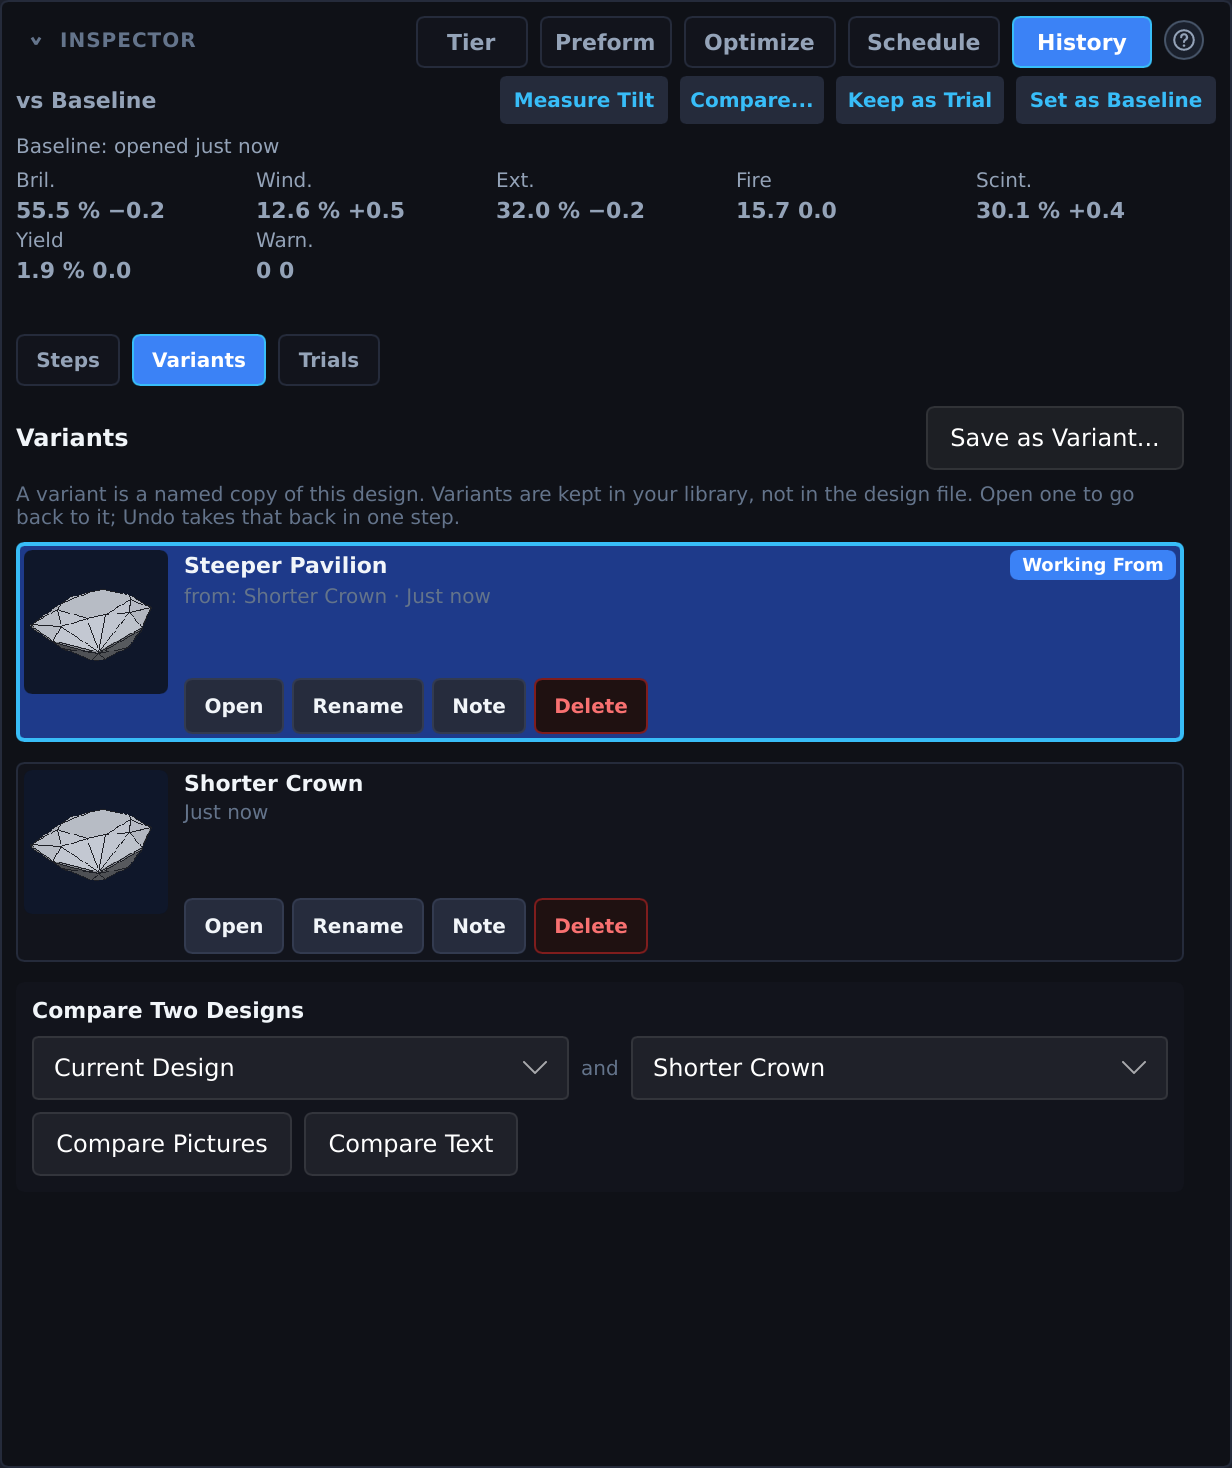 INSPECTOR
Tier
Preform
Optimize
Schedule
History
vs Baseline
Measure Tilt
Compare...
Keep as Trial
Set as Baseline
Baseline: opened just now
Bril.
Wind.
Ext.
Fire
Scint.
55.5 % −0.2
12.6 % +0.5
32.0 % −0.2
15.7 0.0
30.1 % +0.4
Yield
Warn.
1.9 % 0.0
0 0
Steps
Variants
Trials
Variants
Save as Variant...
A variant is a named copy of this design. Variants are kept in your library, not in the design file. Open one to go
back to it; Undo takes that back in one step.
Steeper Pavilion
Working From
from: Shorter Crown · Just now
Open
Rename
Note
Delete
Shorter Crown
Just now
Open
Rename
Note
Delete
Compare Two Designs
Current Design
and
Shorter Crown
Compare Pictures
Compare Text